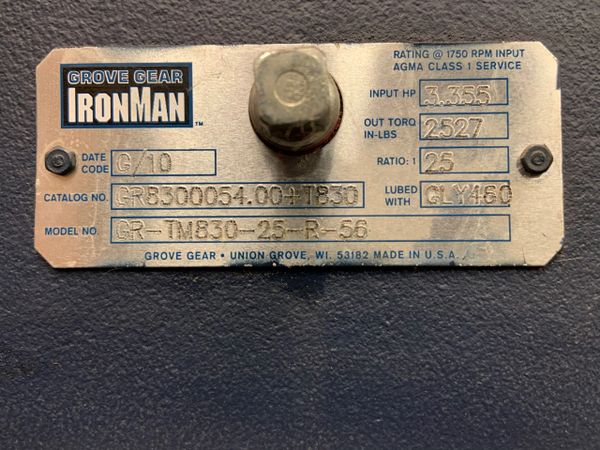 GROVE GEAR
IRONMAN™
RATING @ 1750 RPM INPUT
AGMA CLASS 1 SERVICE
INPUT HP 3.355
OUT TORQ IN-LBS 2527
DATE CODE G/10
RATIO: 1 25
CATALOG NO. GR8300054.00+T830
LUBED WITH GLY460
MODEL NO. GR-TM830-25-R-56
GROVE GEAR • UNION GROVE, WI. 53182 MADE IN U.S.A.